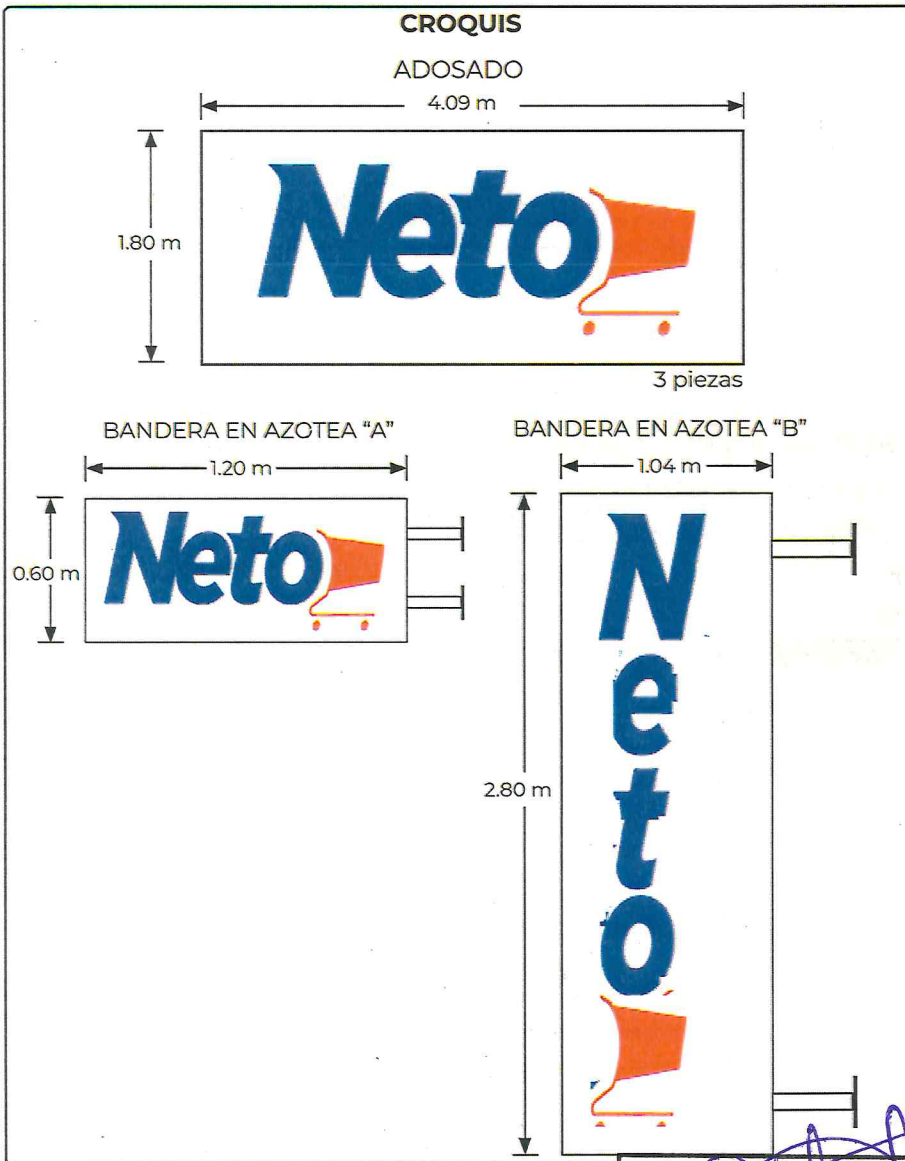 CROQUIS
ADOSADO
4.09 m
1.80 m
Neto
3 piezas
BANDERA EN AZOTEA “A”
1.20 m
0.60 m
Neto
BANDERA EN AZOTEA “B”
1.04 m
2.80 m
N
e
t
o